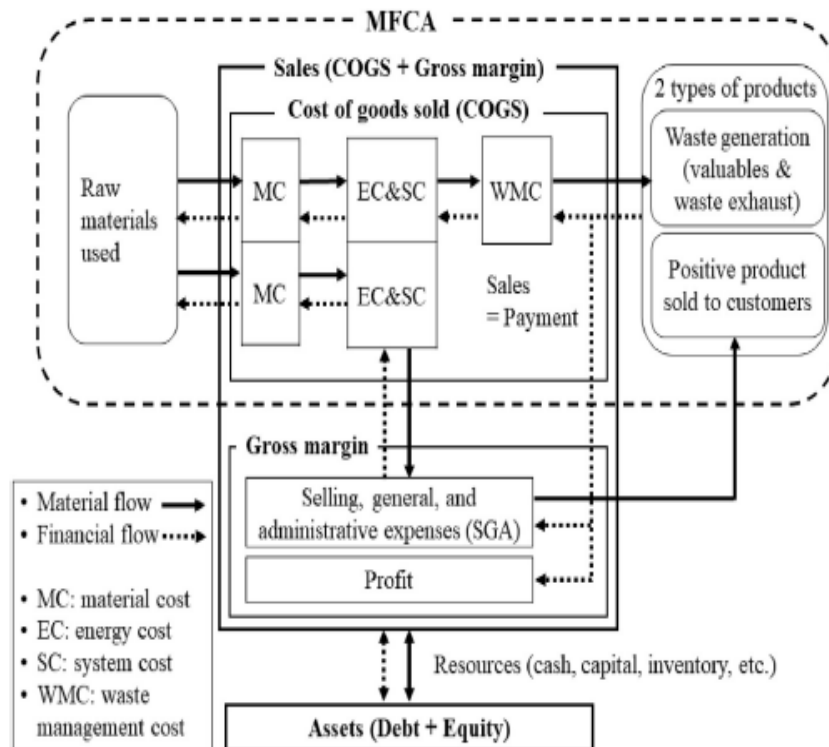 MFCA
Sales (COGS + Gross margin)
Cost of goods sold (COGS)
2 types of products
Raw
materials
used
MC
EC&SC
WMC
Waste generation
(valuables &
waste exhaust)
MC
EC&SC
Sales
= Payment
Positive product
sold to customers
Gross margin
Selling, general, and
administrative expenses (SGA)
Profit
• Material flow
• Financial flow
• MC: material cost
• EC: energy cost
• SC: system cost
• WMC: waste
management cost
Resources (cash, capital, inventory, etc.)
Assets (Debt + Equity)